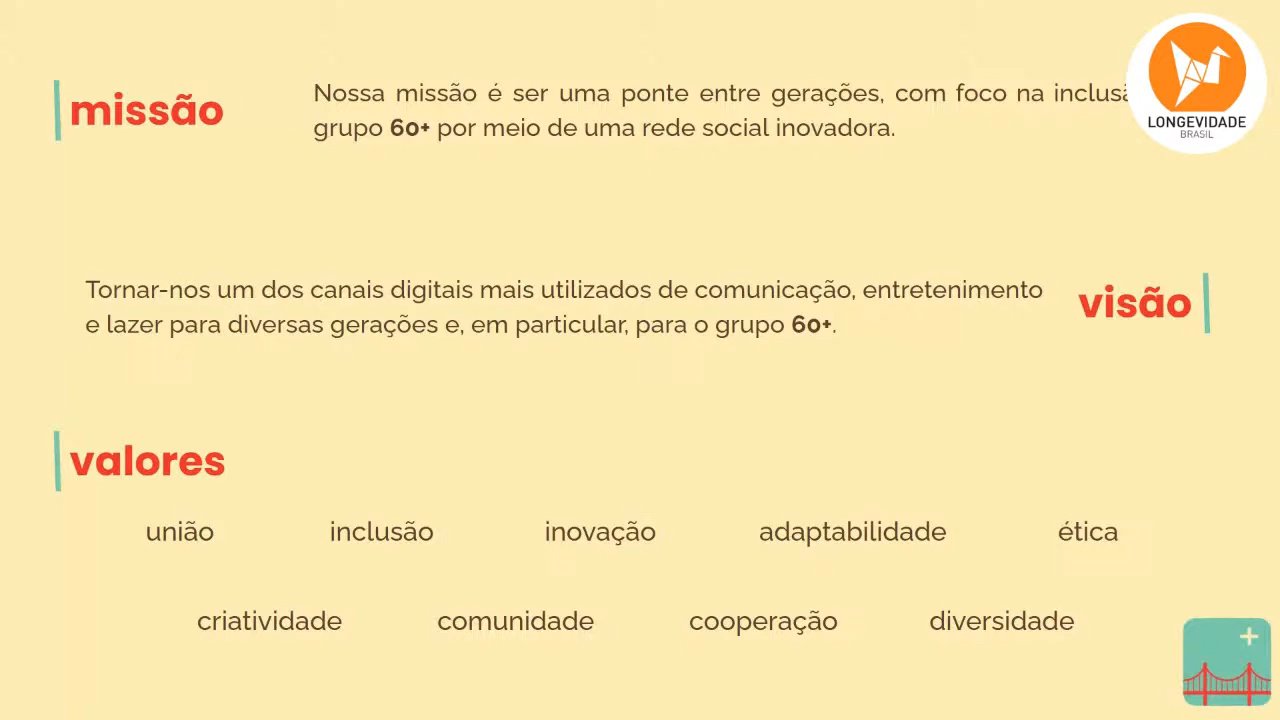 missão
Nossa missão é ser uma ponte entre gerações, com foco na
grupo 60+ por meio de uma rede social inovadora.
LONGEVIDADE
BRASIL
Tornar-nos um dos canais digitais mais utilizados de comunicação, entretenimento
e lazer para diversas gerações e, em particular, para o grupo 60+.
visão
valores
união inclusão inovação adaptabilidade ética
criatividade comunidade cooperação diversidade